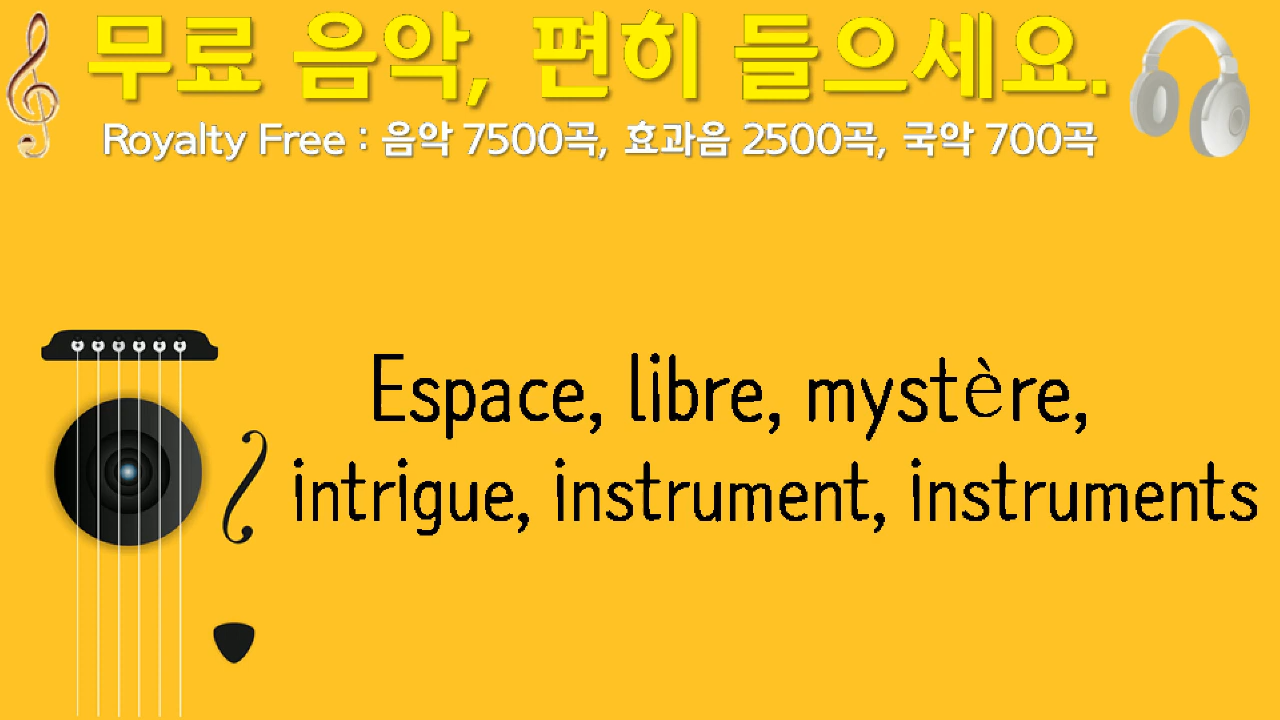 무료 음악, 편히 들으세요.
Royalty Free : 음악 7500곡, 효과음 2500곡, 국악 700곡
Espace, libre, mystère,
intrigue, instrument, instruments